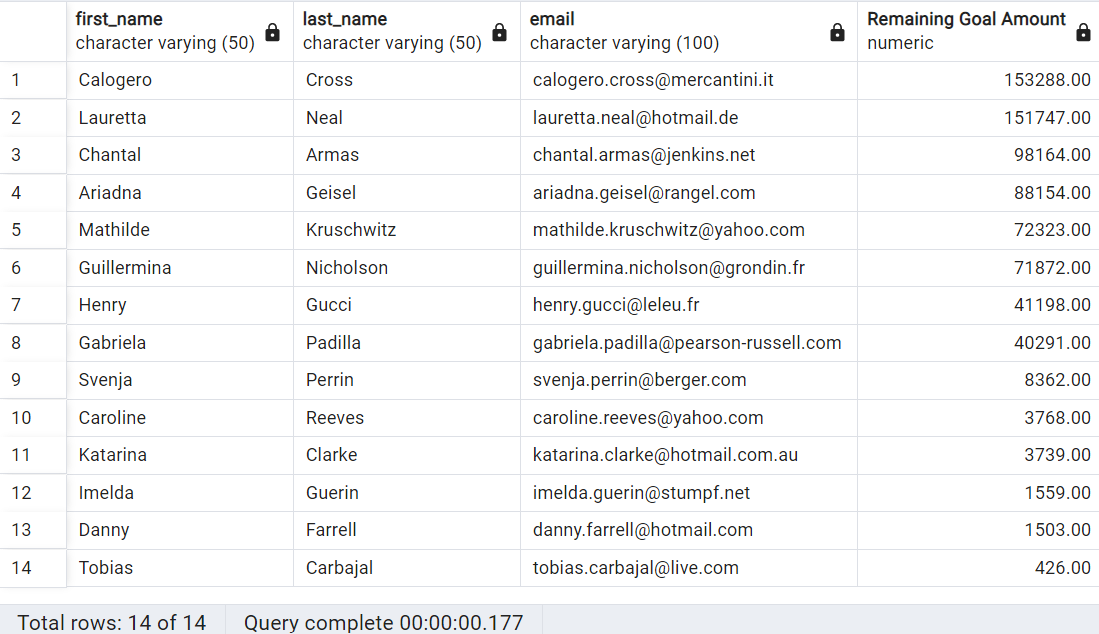 first_name last_name email Remaining Goal Amount
character varying (50) character varying (50) character varying (100) numeric
1 Calogero Cross calogero.cross@mercantini.it 153288.00
2 Lauretta Neal lauretta.neal@hotmail.de 151747.00
3 Chantal Armas chantal.armas@jenkins.net 98164.00
4 Ariadna Geisel ariadna.geisel@rangel.com 88154.00
5 Mathilde Kruschwitz mathilde.kruschwitz@yahoo.com 72323.00
6 Guillermina Nicholson guillermina.nicholson@grondin.fr 71872.00
7 Henry Gucci henry.gucci@leleu.fr 41198.00
8 Gabriela Padilla gabriela.padilla@pearson-russell.com 40291.00
9 Svenja Perrin svenja.perrin@berger.com 8362.00
10 Caroline Reeves caroline.reeves@yahoo.com 3768.00
11 Katarina Clarke katarina.clarke@hotmail.com.au 3739.00
12 Imelda Guerin imelda.guerin@stumpf.net 1559.00
13 Danny Farrell danny.farrell@hotmail.com 1503.00
14 Tobias Carbajal tobias.carbajal@live.com 426.00
Total rows: 14 of 14 Query complete 00:00:00.177